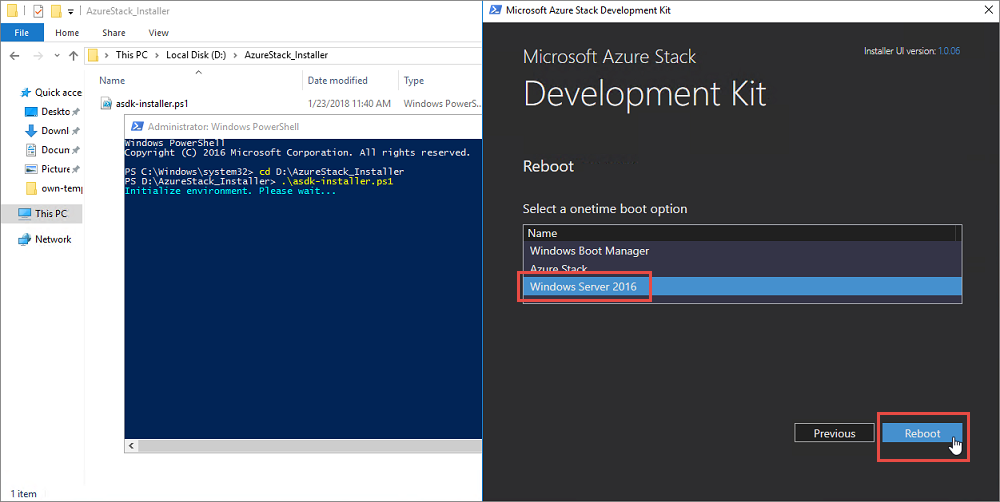 AzureStack_Installer
File
Home
Share
View
This PC
Local Disk (D:)
AzureStack_Installer
Name
Date modified
Type
Quick acce
Deskto
Downl
Docum
Picture
own-temp
This PC
Network
asdk-installer.ps1
1/23/2018 11:40 AM
Windows PowerS...
Administrator: Windows PowerShell
Windows PowerShell
Copyright (C) 2016 Microsoft Corporation. All rights reserved.
PS C:\Windows\system32> cd D:\AzureStack_Installer
PS D:\AzureStack_Installer> .\asdk-installer.ps1
Initialize environment. Please wait...
1 item
Microsoft Azure Stack Development Kit
Microsoft Azure Stack
Installer UI version: 1.0.06
Development Kit
Reboot
Select a onetime boot option
Name
Windows Boot Manager
Azure Stack
Windows Server 2016
Previous
Reboot